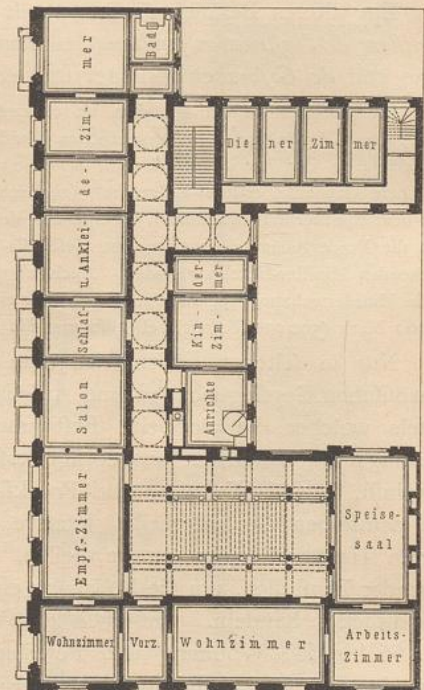 Bad
mer
Zim-
de-
u. Anklei-
Schlaf-
Salon
Empf-Zimmer
Die-
ner
Zim-
mer
der-
mer
Kin-
Zim-
Anrichte
Speise-
saal
Wohnzimmer
Vorz.
Wohnzimmer
Arbeits-
Zimmer